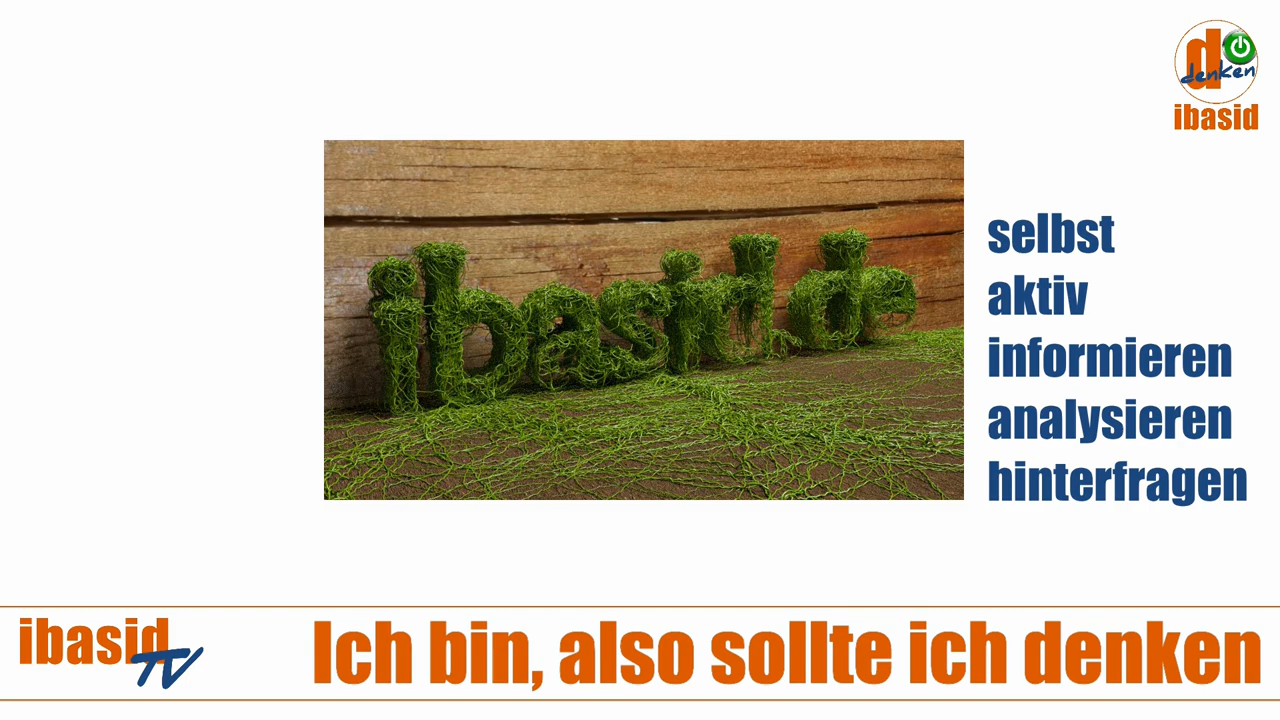 denken
ibasid
ibasid.de
selbst
aktiv
informieren
analysieren
hinterfragen
ibasid TV
Ich bin, also sollte ich denken